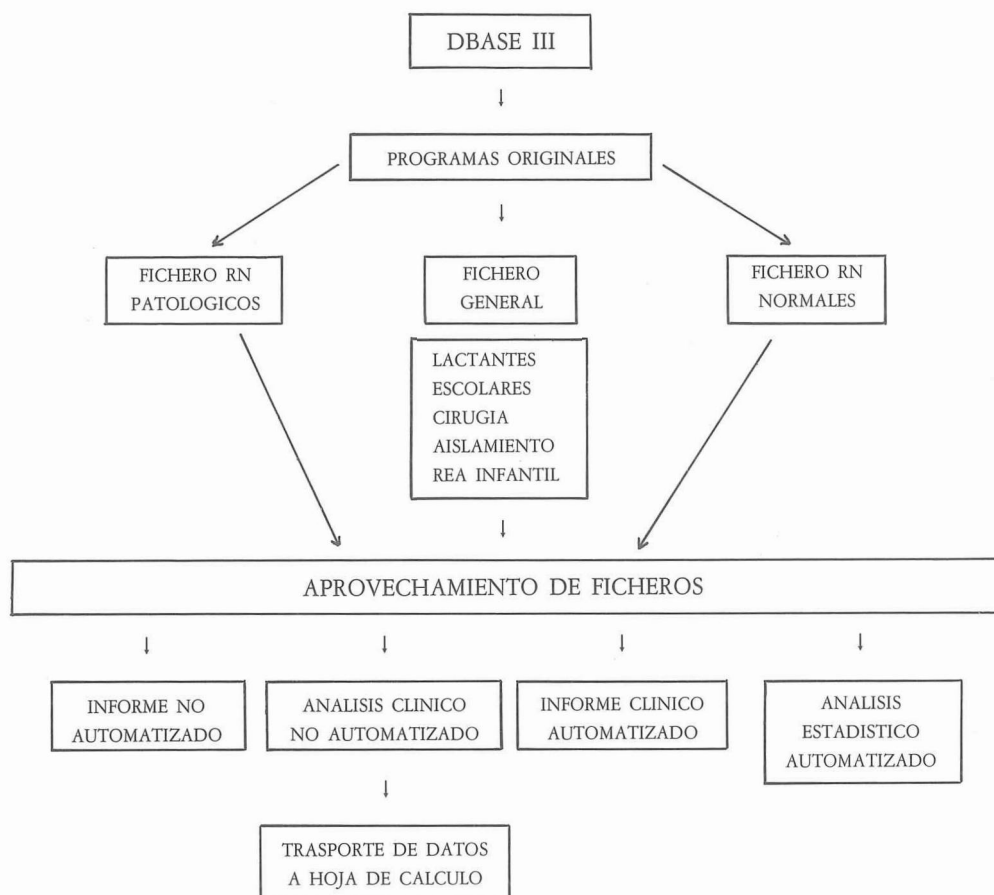 DBASE III
PROGRAMAS ORIGINALES
FICHERO RN
PATOLOGICOS
FICHERO
GENERAL
FICHERO RN
NORMALES
LACTANTES
ESCOLARES
CIRUGIA
AISLAMIENTO
REA INFANTIL
APROVECHAMIENTO DE FICHEROS
INFORME NO
AUTOMATIZADO
ANALISIS CLINICO
NO AUTOMATIZADO
INFORME CLINICO
AUTOMATIZADO
ANALISIS
ESTADISTICO
AUTOMATIZADO
TRASPORTE DE DATOS
A HOJA DE CALCULO